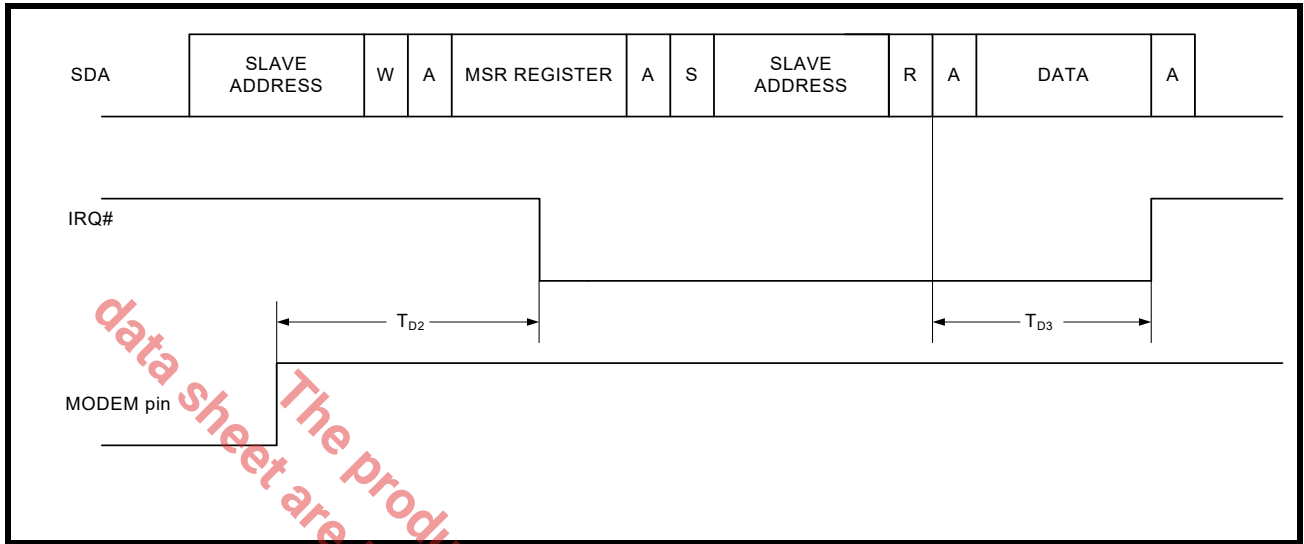 SDA
SLAVE
ADDRESS
W
A
MSR REGISTER
A
S
SLAVE
ADDRESS
R
A
DATA
A
IRQ#
TD2
TD3
MODEM pin
data sheet are
The produ